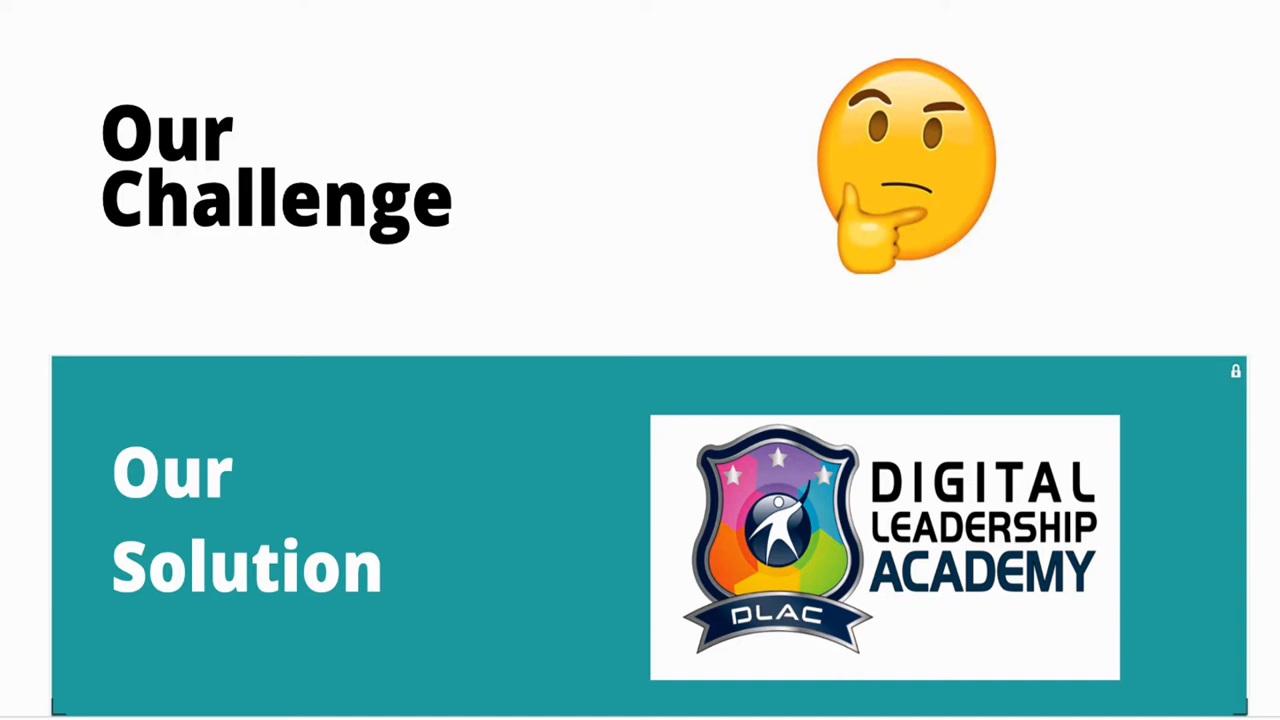 Our
Challenge
Our
Solution
DIGITAL
LEADERSHIP
ACADEMY
DLAC